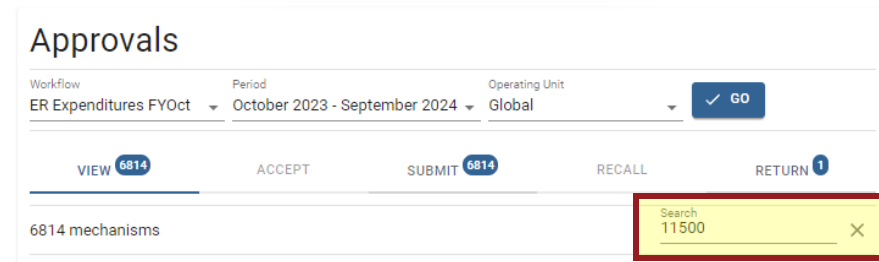 Approvals
Workflow Period Operating Unit
ER Expenditures FYOct October 2023 - September 2024 Global GO
VIEW 6814 ACCEPT SUBMIT 6814 RECALL RETURN 1
Search
6814 mechanisms 11500